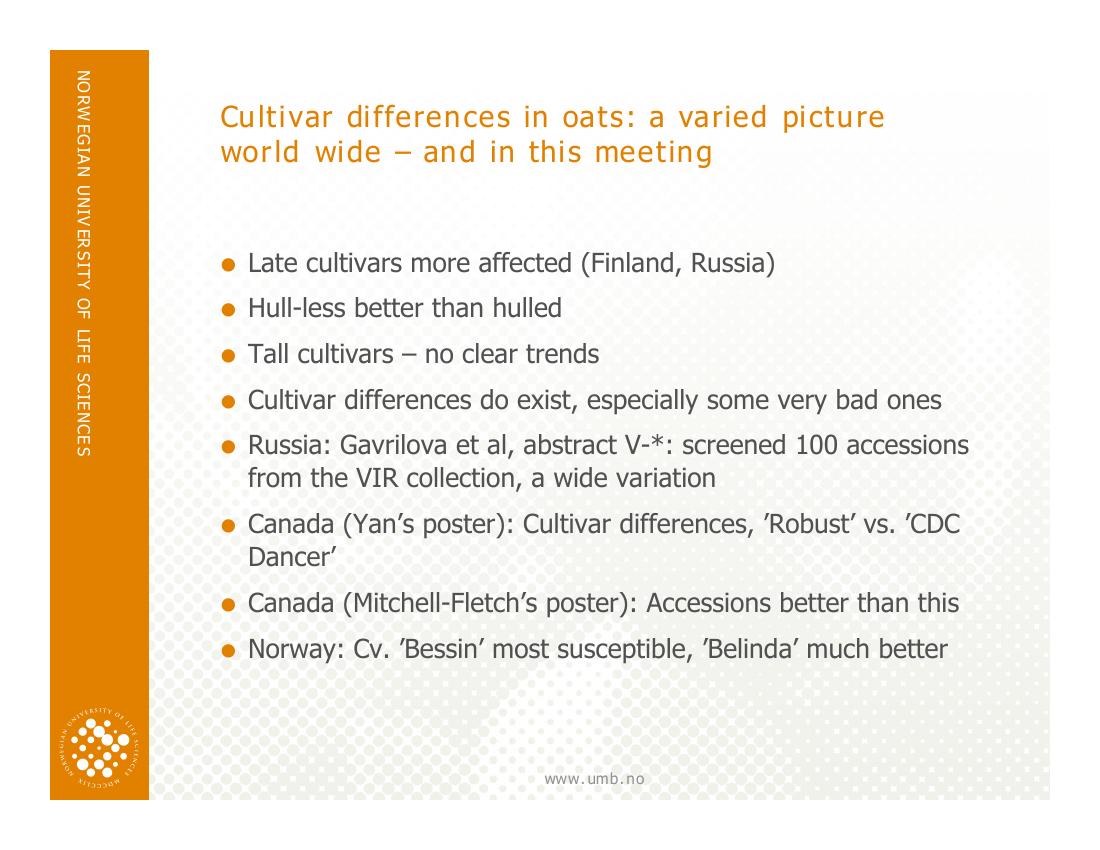 NORWEGIAN UNIVERSITY OF LIFE SCIENCES
Cultivar differences in oats: a varied picture
world wide – and in this meeting
● Late cultivars more affected (Finland, Russia)
● Hull-less better than hulled
● Tall cultivars – no clear trends
● Cultivar differences do exist, especially some very bad ones
● Russia: Gavrilova et al, abstract V-*: screened 100 accessions
from the VIR collection, a wide variation
● Canada (Yan’s poster): Cultivar differences, ’Robust’ vs. ’CDC
Dancer’
● Canada (Mitchell-Fletch’s poster): Accessions better than this
● Norway: Cv. ’Bessin’ most susceptible, ’Belinda’ much better
NORWEGIAN UNIVERSITY OF LIFE SCIENCES
MDCCCLIX
www.umb.no